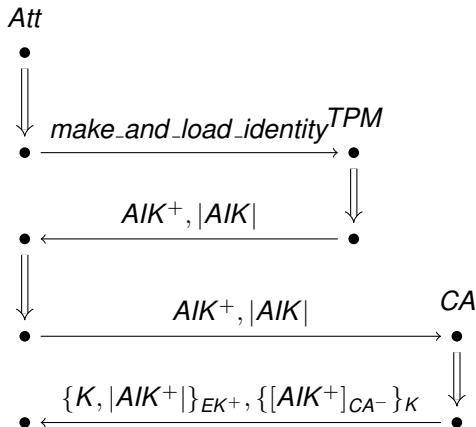 Att
make_and_load_identity TPM
AIK⁺, |AIK|
CA
AIK⁺, |AIK|
{K, |AIK⁺|}_{EK⁺}, {[AIK⁺]_{CA⁻}}_K